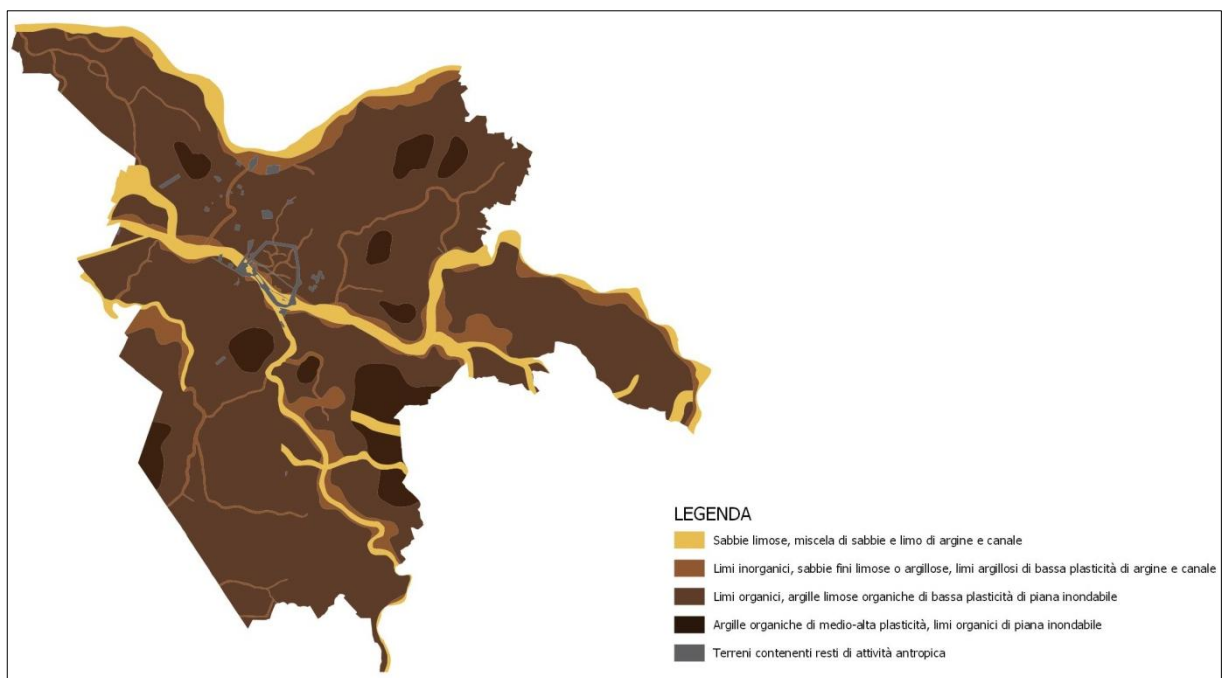 LEGENDA
Sabbie limose, miscela di sabbie e limo di argine e canale
Limi inorganici, sabbie fini limose o argillose, limi argillosi di bassa plasticità di argine e canale
Limi organici, argille limose organiche di bassa plasticità di piana inondabile
Argille organiche di medio-alta plasticità, limi organici di piana inondabile
Terreni contenenti resti di attività antropica